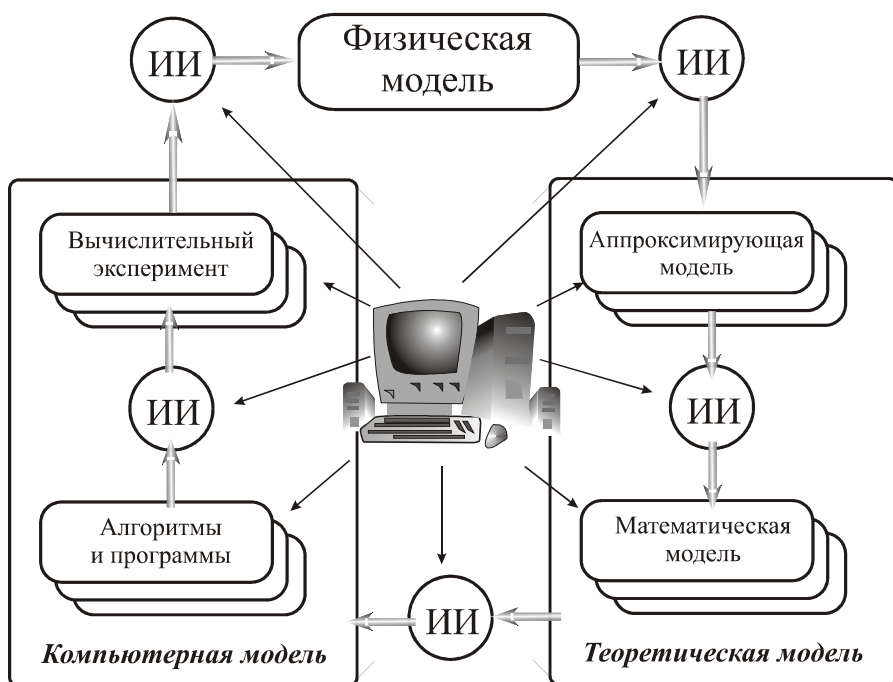 ИИ
Физическая
модель
ИИ
Вычислительный
эксперимент
Аппроксимирующая
модель
ИИ
ИИ
Алгоритмы
и программы
Математическая
модель
ИИ
Компьютерная модель
Теоретическая модель